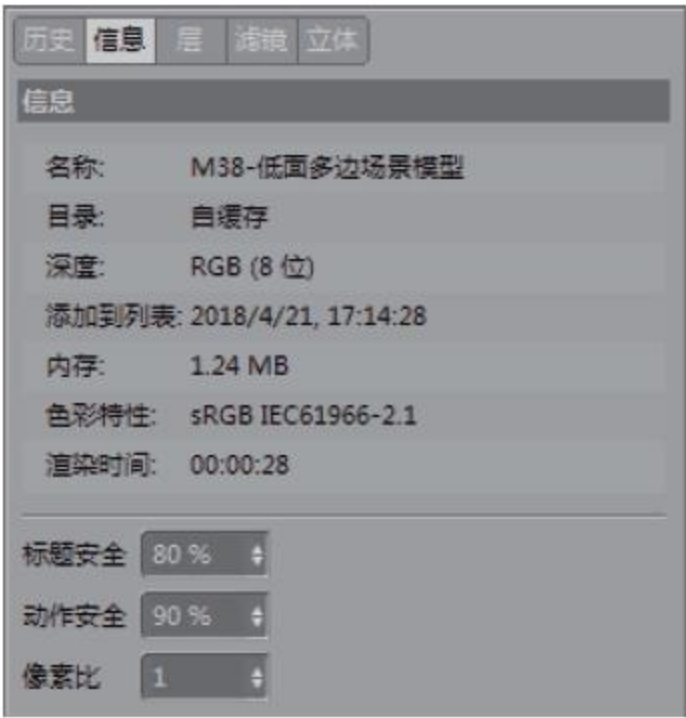 历史 信息 层 滤镜 立体
信息
名称: M38-低面多边场景模型
目录: 自缓存
深度: RGB (8 位)
添加到列表: 2018/4/21, 17:14:28
内存: 1.24 MB
色彩特性: sRGB IEC61966-2.1
渲染时间: 00:00:28
标题安全 80 %
动作安全 90 %
像素比 1